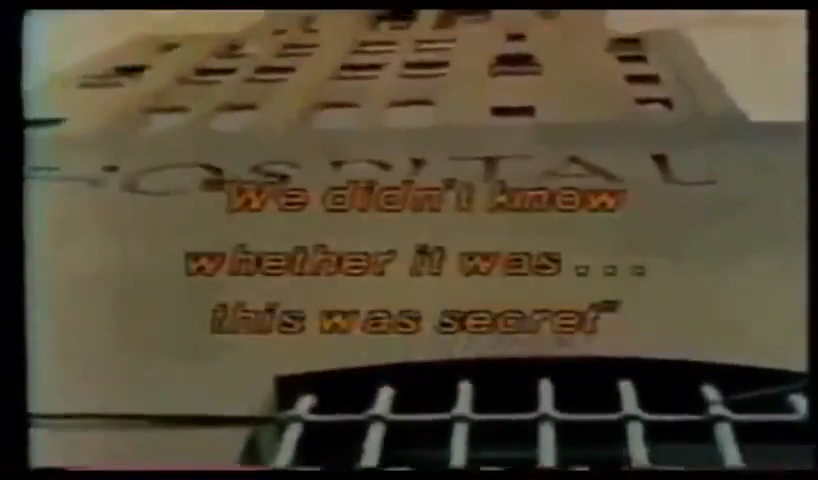 HOSPITAL
"We didn't know
whether it was...
this was secret"